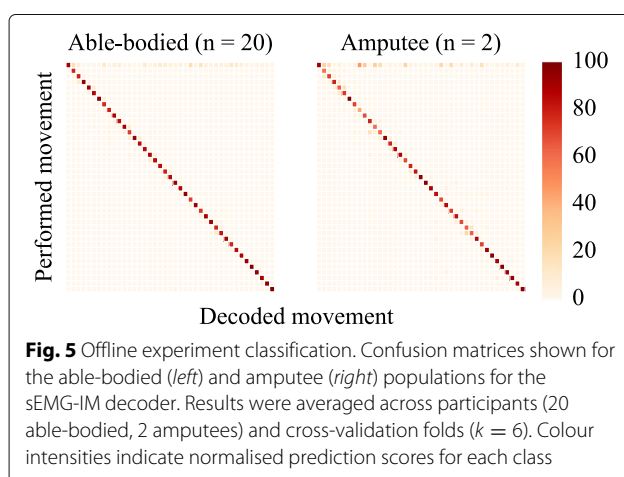 Able-bodied (n = 20)
Amputee (n = 2)
100
80
60
40
20
0
Performed movement
Decoded movement
Fig. 5 Offline experiment classification. Confusion matrices shown for
the able-bodied (left) and amputee (right) populations for the
sEMG-IM decoder. Results were averaged across participants (20
able-bodied, 2 amputees) and cross-validation folds (k = 6). Colour
intensities indicate normalised prediction scores for each class